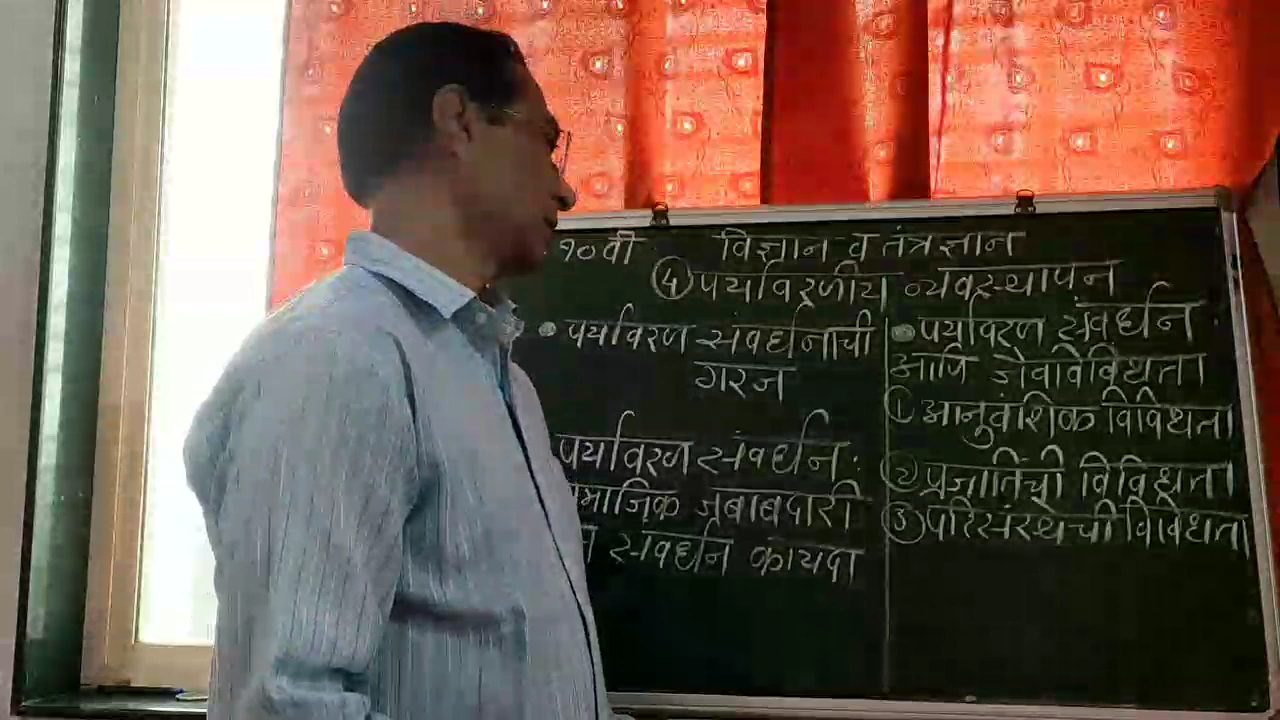 १०वी विज्ञान व तंत्रज्ञान
④ पर्यावरणीय व्यवस्थापन
• पर्यावरण संवर्धनाची
गरज
पर्यावरण संवर्धन :
माजिक जबाबदारी
संवर्धन कायदा
• पर्यावरण संवर्धन
आणि जैवविविधता
① आनुवंशिक विविधता
② प्रजातिंची विविधता
③ परिसंस्थेची विविधता